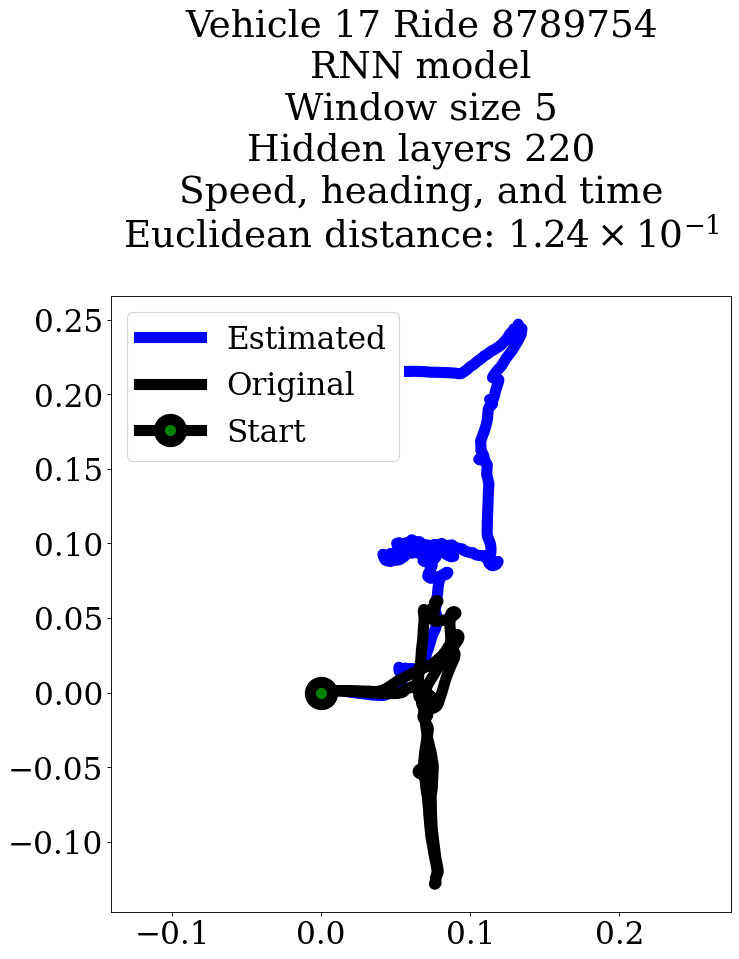 Vehicle 17 Ride 8789754
RNN model
Window size 5
Hidden layers 220
Speed, heading, and time
Euclidean distance: 1.24 × 10⁻¹
Estimated
Original
Start
0.25
0.20
0.15
0.10
0.05
0.00
−0.05
−0.10
−0.1 0.0 0.1 0.2